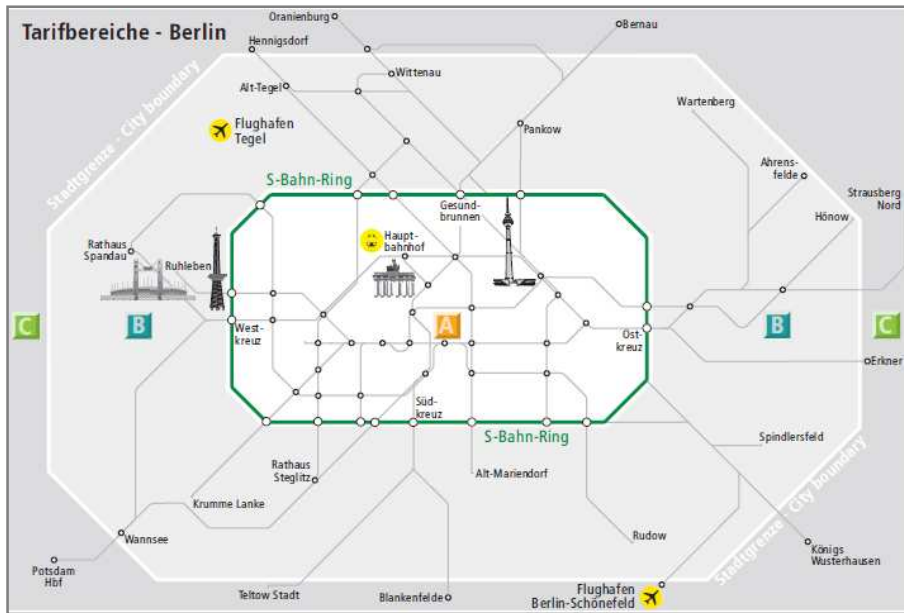 Tarifbereiche - Berlin
Oranienburg
Bernau
Hennigsdorf
Wittenau
Alt-Tegel
Wartenberg
Flughafen
Tegel
Pankow
Stadtgrenze - City boundary
Ahrens-
felde
S-Bahn-Ring
Strausberg
Nord
Gesund-
brunnen
Hönow
Rathaus
Spandau
Haupt-
bahnhof
Ruhleben
C
B
A
B
C
West-
kreuz
Ost-
kreuz
Erkner
Süd-
kreuz
S-Bahn-Ring
Spindlersfeld
Rathaus
Steglitz
Alt-Mariendorf
Krumme Lanke
Stadtgrenze - City boundary
Wannsee
Rudow
Königs
Wusterhausen
Potsdam
Hbf
Teltow Stadt
Blankenfelde
Flughafen
Berlin-Schönefeld